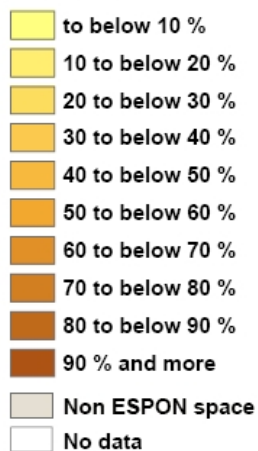 to below 10 %
10 to below 20 %
20 to below 30 %
30 to below 40 %
40 to below 50 %
50 to below 60 %
60 to below 70 %
70 to below 80 %
80 to below 90 %
90 % and more
Non ESPON space
No data